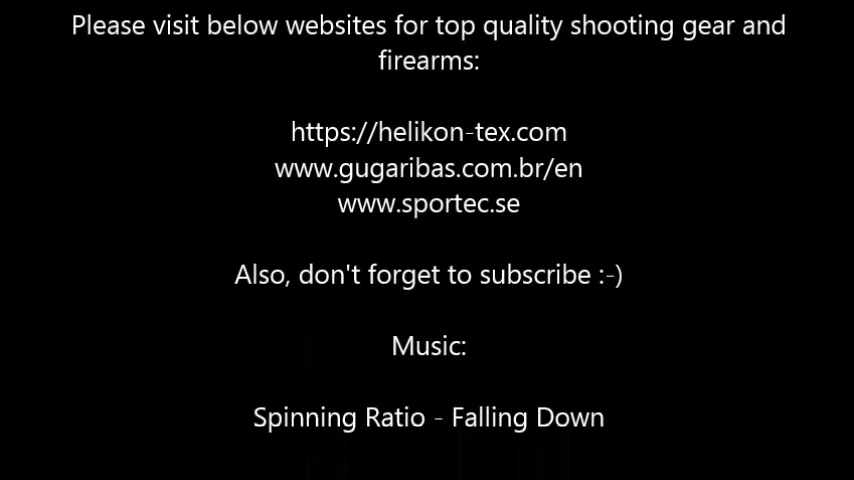 Please visit below websites for top quality shooting gear and
firearms:
https://helikon-tex.com
www.gugaribas.com.br/en
www.sportec.se
Also, don't forget to subscribe :-)
Music:
Spinning Ratio - Falling Down